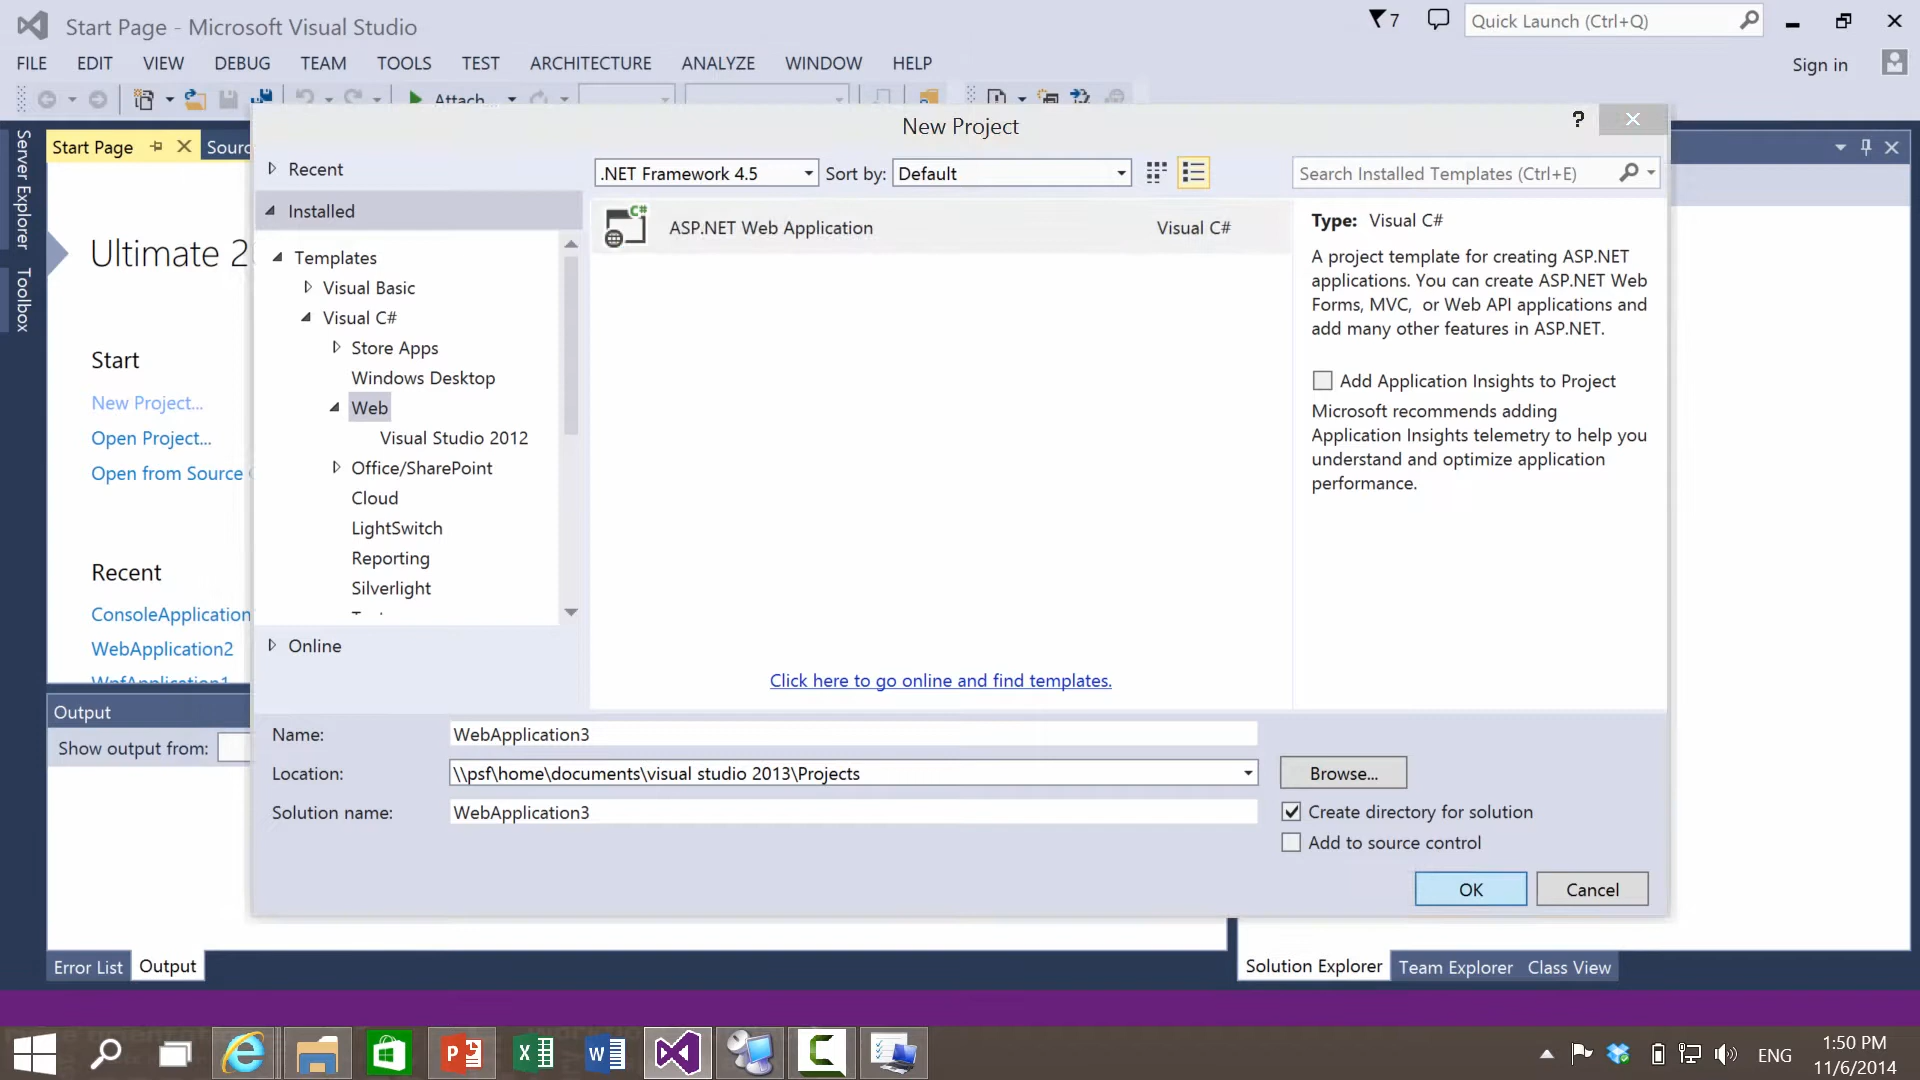 Start Page - Microsoft Visual Studio
7
Quick Launch (Ctrl+Q)
FILE EDIT VIEW DEBUG TEAM TOOLS TEST ARCHITECTURE ANALYZE WINDOW HELP
Sign in
Attach...
Server Explorer
Toolbox
Start Page
Sourc
Ultimate 2
Start
New Project...
Open Project...
Open from Source
Recent
ConsoleApplication
WebApplication2
WpfApplication1
Output
Show output from:
Error List Output
New Project
?
Recent
Installed
Templates
Visual Basic
Visual C#
Store Apps
Windows Desktop
Web
Visual Studio 2012
Office/SharePoint
Cloud
LightSwitch
Reporting
Silverlight
Online
.NET Framework 4.5 Sort by: Default
Search Installed Templates (Ctrl+E)
ASP.NET Web Application Visual C#
Click here to go online and find templates.
Type: Visual C#
A project template for creating ASP.NET
applications. You can create ASP.NET Web
Forms, MVC, or Web API applications and
add many other features in ASP.NET.
Add Application Insights to Project
Microsoft recommends adding
Application Insights telemetry to help you
understand and optimize application
performance.
Name: WebApplication3
Location: \\psf\home\documents\visual studio 2013\Projects
Browse...
Solution name: WebApplication3
Create directory for solution
Add to source control
OK Cancel
Solution Explorer Team Explorer Class View
ENG
1:50 PM
11/6/2014